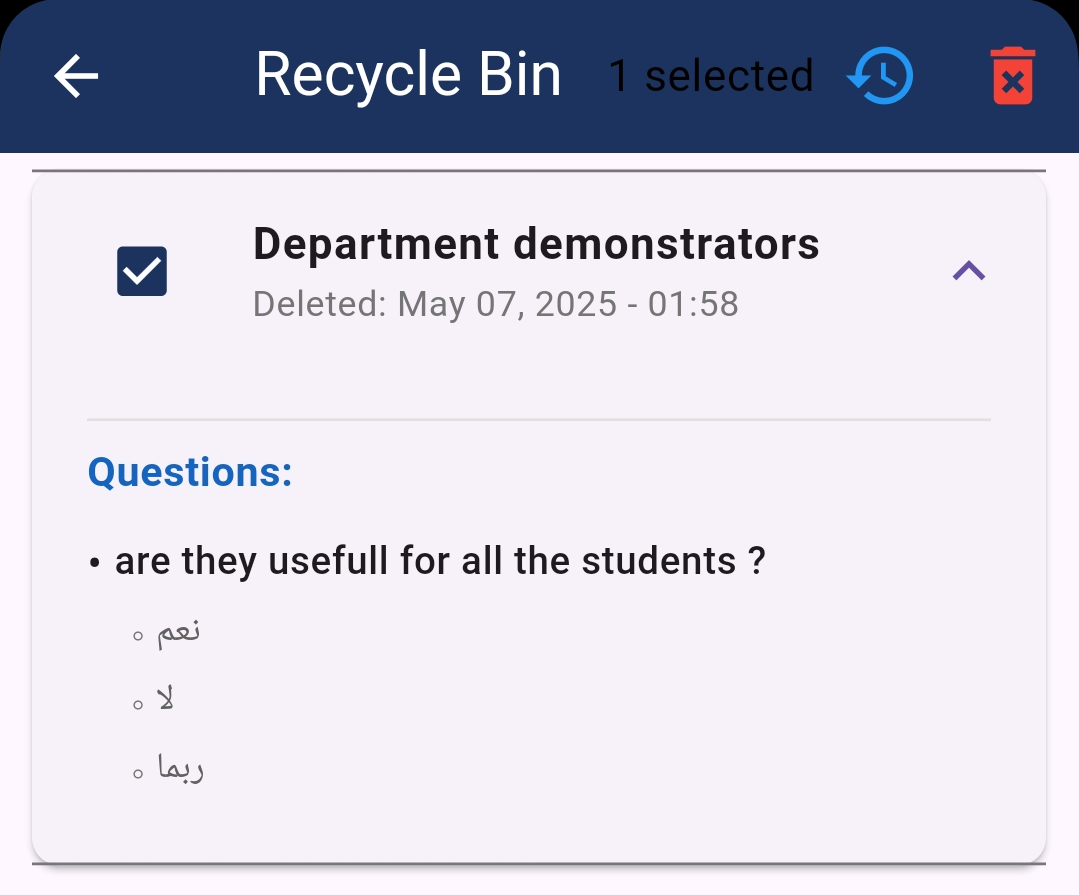 Recycle Bin 1 selected
Department demonstrators
Deleted: May 07, 2025 - 01:58
Questions:
• are they usefull for all the students ?
نعم
لا
ربما